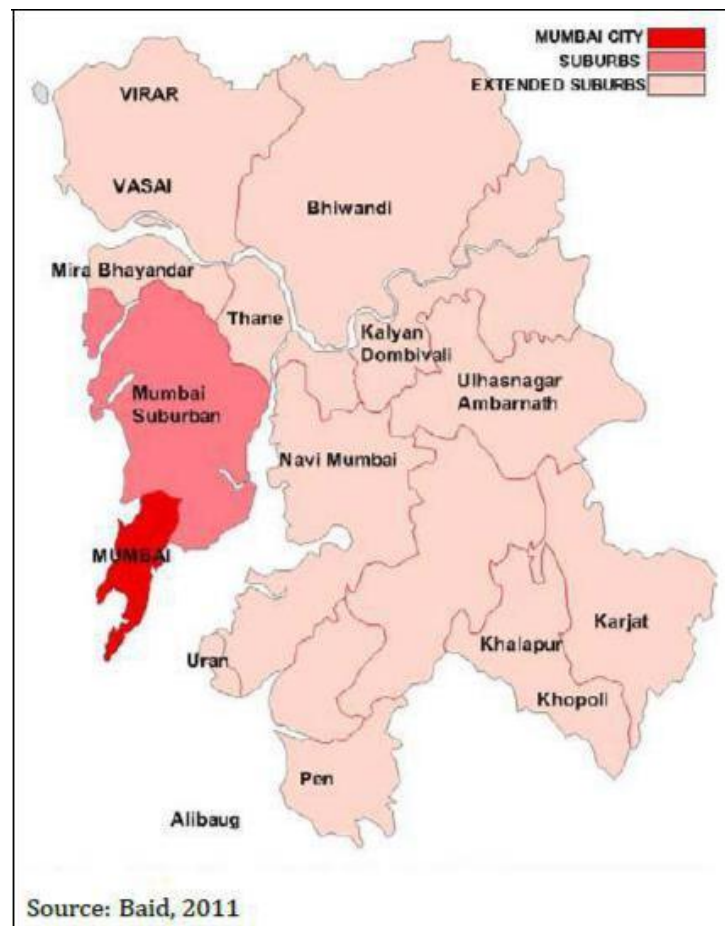 MUMBAI CITY
SUBURBS
EXTENDED SUBURBS
VIRAR
VASAI
Bhiwandi
Mira Bhayandar
Thane
Kalyan
Dombivali
Ulhasnagar
Ambarnath
Mumbai
Suburban
Navi Mumbai
MUMBAI
Uran
Khalapur
Karjat
Khopoli
Pen
Alibaug
Source: Baid, 2011